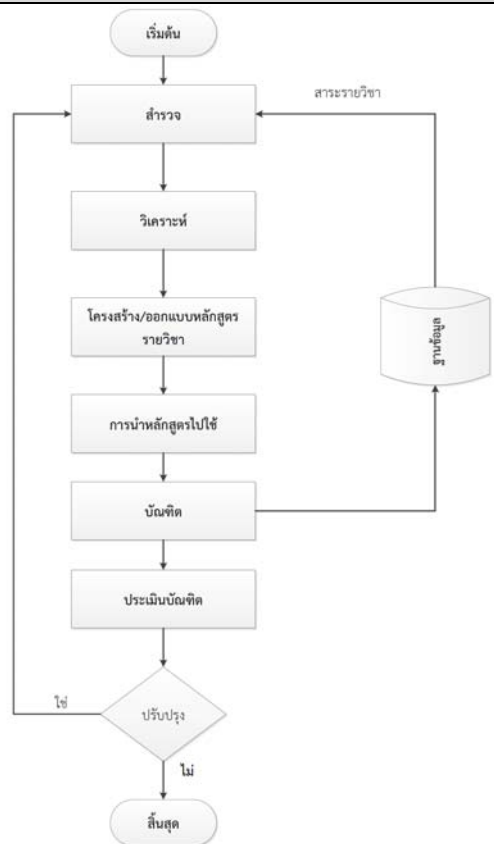 เริ่มต้น
สาระรายวิชา
สำรวจ
วิเคราะห์
โครงสร้าง/ออกแบบหลักสูตร
รายวิชา
ฐานข้อมูล
การนำหลักสูตรไปใช้
บัณฑิต
ประเมินบัณฑิต
ใช่
ปรับปรุง
ไม่
สิ้นสุด